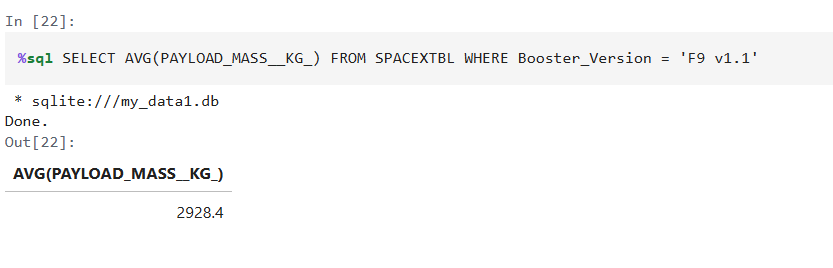 In [22]:
%sql SELECT AVG(PAYLOAD_MASS__KG_) FROM SPACEXTBL WHERE Booster_Version = 'F9 v1.1'
* sqlite:///my_data1.db
Done.
Out[22]:
AVG(PAYLOAD_MASS__KG_)
2928.4